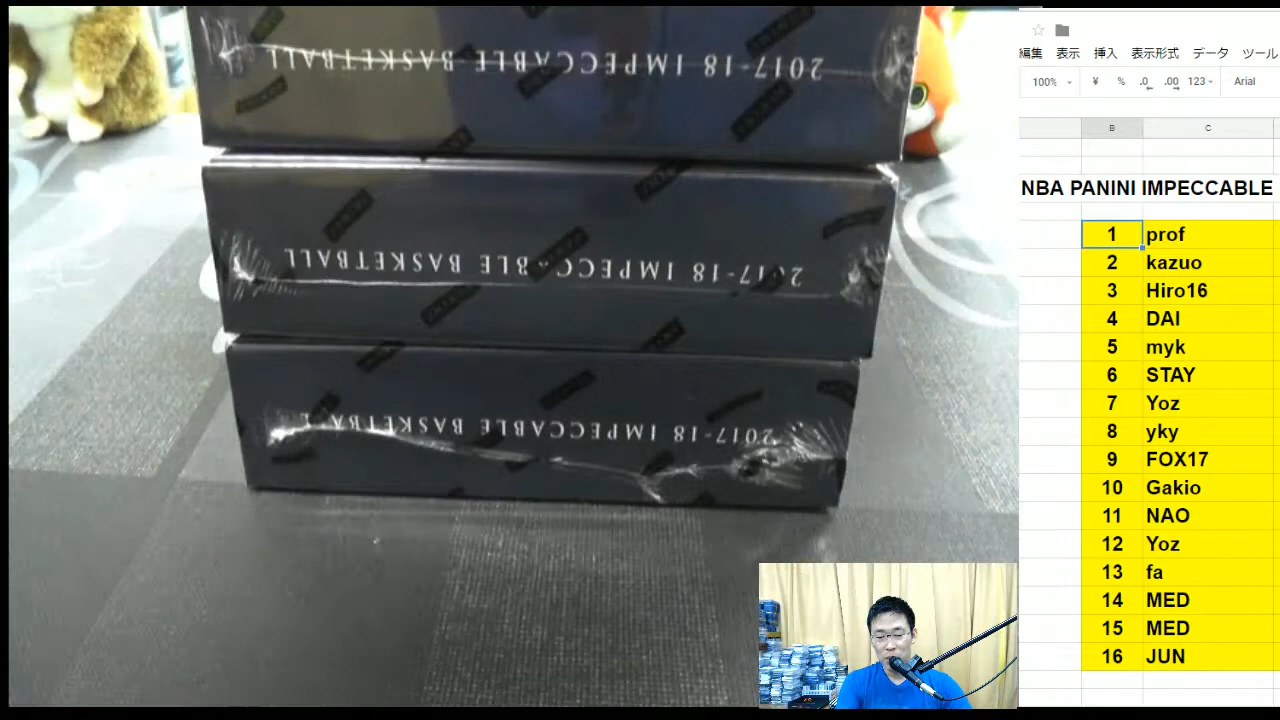 2017-18 IMPECCABLE BASKETBALL
2017-18 IMPECCABLE BASKETBALL
2017-18 IMPECCABLE BASKETBALL
編集 表示 挿入 表示形式 データ ツール
100% ¥ % .0 .00 123 Arial
B C
NBA PANINI IMPECCABLE
1 prof
2 kazuo
3 Hiro16
4 DAI
5 myk
6 STAY
7 Yoz
8 yky
9 FOX17
10 Gakio
11 NAO
12 Yoz
13 fa
14 MED
15 MED
16 JUN